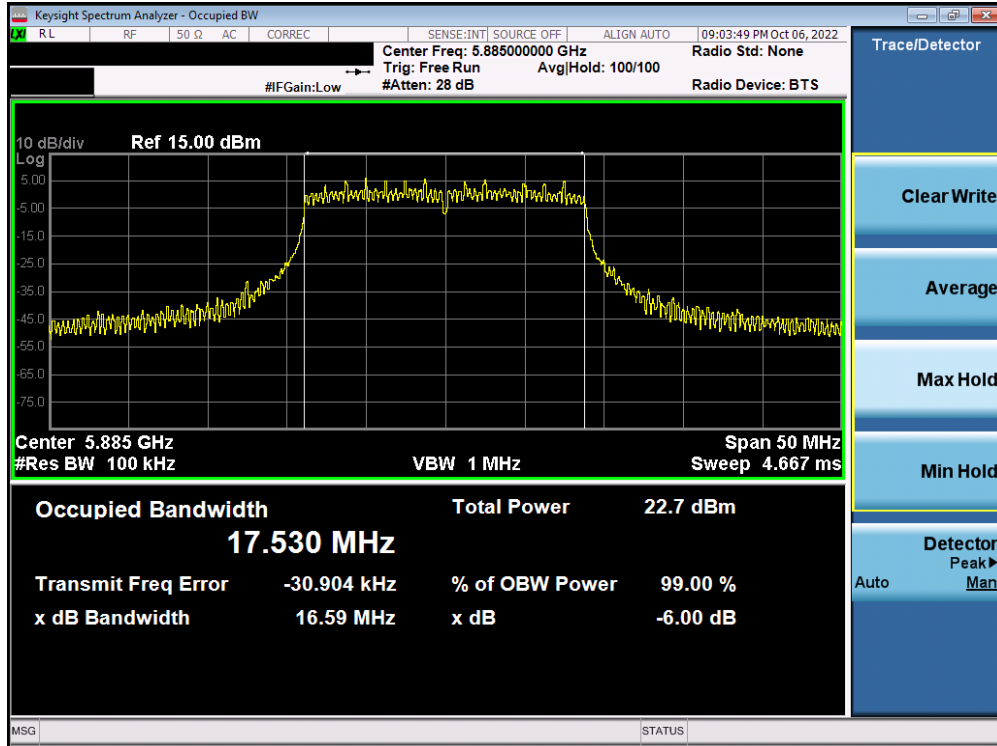 Keysight Spectrum Analyzer - Occupied BW
LXI RL RF 50 Ω AC CORREC SENSE:INT SOURCE OFF ALIGN AUTO 09:03:49 PM Oct 06, 2022
Center Freq: 5.885000000 GHz Radio Std: None
Trig: Free Run Avg|Hold: 100/100
#IFGain:Low #Atten: 28 dB Radio Device: BTS
10 dB/div Ref 15.00 dBm
Log
5.00
-5.00
-15.0
-25.0
-35.0
-45.0
-55.0
-65.0
-75.0
Center 5.885 GHz Span 50 MHz
#Res BW 100 kHz VBW 1 MHz Sweep 4.667 ms
Occupied Bandwidth Total Power 22.7 dBm
17.530 MHz
Transmit Freq Error -30.904 kHz % of OBW Power 99.00 %
x dB Bandwidth 16.59 MHz x dB -6.00 dB
MSG STATUS
Trace/Detector
Clear Write
Average
Max Hold
Min Hold
Detector
Peak▶
Auto Man